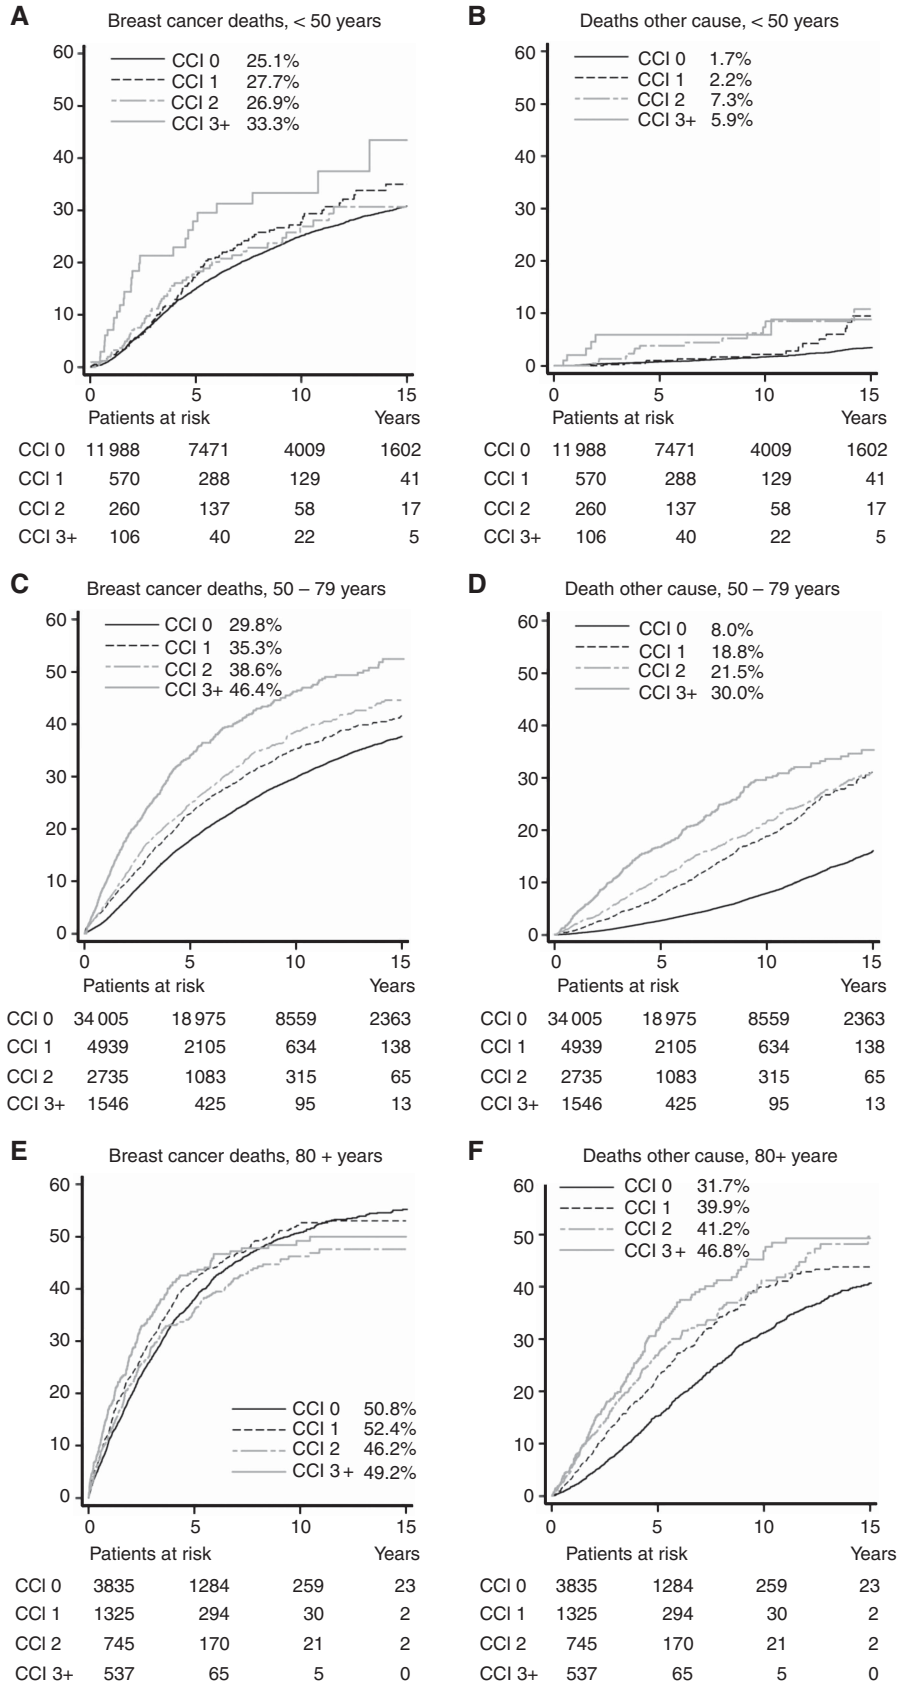 A Breast cancer deaths, < 50 years
60
50
40
30
20
10
0
CCI 0 25.1%
CCI 1 27.7%
CCI 2 26.9%
CCI 3+ 33.3%
0 5 10 15
Patients at risk Years
CCI 0 11 988 7471 4009 1602
CCI 1 570 288 129 41
CCI 2 260 137 58 17
CCI 3+ 106 40 22 5
B Deaths other cause, < 50 years
60
50
40
30
20
10
0
CCI 0 1.7%
CCI 1 2.2%
CCI 2 7.3%
CCI 3+ 5.9%
0 5 10 15
Patients at risk Years
CCI 0 11 988 7471 4009 1602
CCI 1 570 288 129 41
CCI 2 260 137 58 17
CCI 3+ 106 40 22 5
C Breast cancer deaths, 50 – 79 years
60
50
40
30
20
10
0
CCI 0 29.8%
CCI 1 35.3%
CCI 2 38.6%
CCI 3+ 46.4%
0 5 10 15
Patients at risk Years
CCI 0 34 005 18 975 8559 2363
CCI 1 4939 2105 634 138
CCI 2 2735 1083 315 65
CCI 3+ 1546 425 95 13
D Death other cause, 50 – 79 years
60
50
40
30
20
10
0
CCI 0 8.0%
CCI 1 18.8%
CCI 2 21.5%
CCI 3+ 30.0%
0 5 10 15
Patients at risk Years
CCI 0 34 005 18 975 8559 2363
CCI 1 4939 2105 634 138
CCI 2 2735 1083 315 65
CCI 3+ 1546 425 95 13
E Breast cancer deaths, 80 + years
60
50
40
30
20
10
0
CCI 0 50.8%
CCI 1 52.4%
CCI 2 46.2%
CCI 3+ 49.2%
0 5 10 15
Patients at risk Years
CCI 0 3835 1284 259 23
CCI 1 1325 294 30 2
CCI 2 745 170 21 2
CCI 3+ 537 65 5 0
F Deaths other cause, 80+ yeare
60
50
40
30
20
10
0
CCI 0 31.7%
CCI 1 39.9%
CCI 2 41.2%
CCI 3+ 46.8%
0 5 10 15
Patients at risk Years
CCI 0 3835 1284 259 23
CCI 1 1325 294 30 2
CCI 2 745 170 21 2
CCI 3+ 537 65 5 0